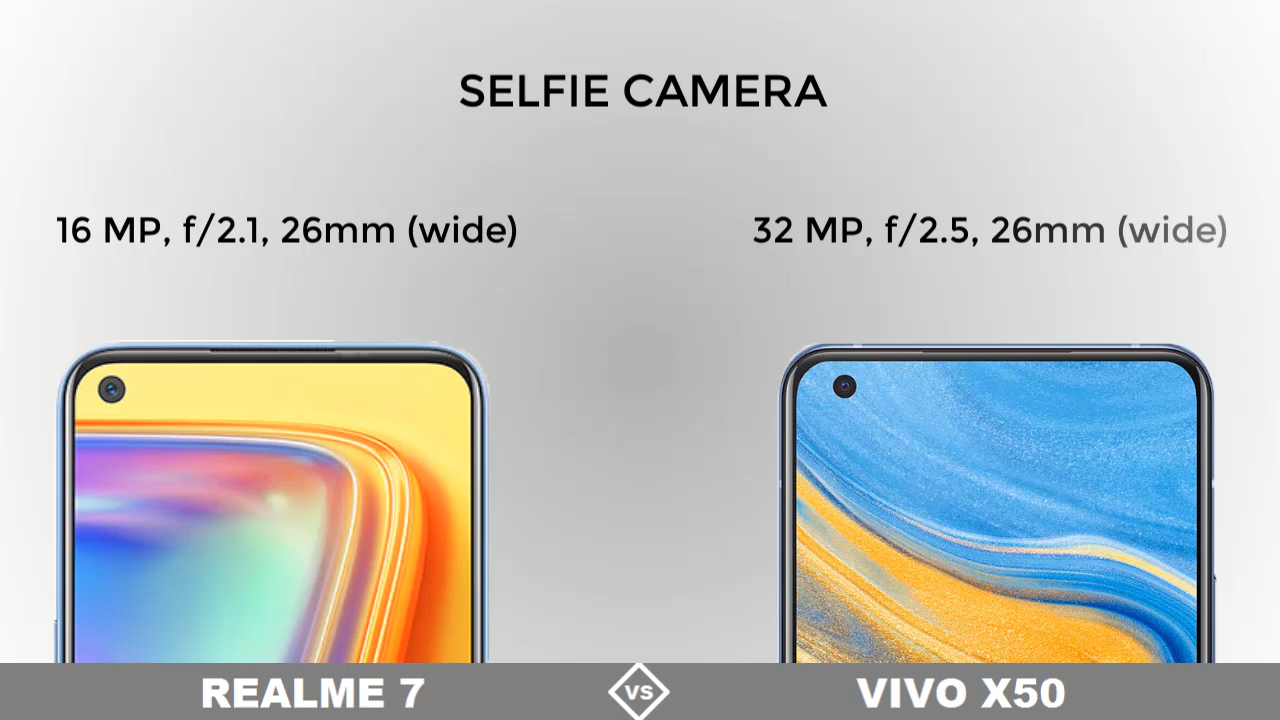 SELFIE CAMERA
16 MP, f/2.1, 26mm (wide)
32 MP, f/2.5, 26mm (wide)
REALME 7
VS
VIVO X50